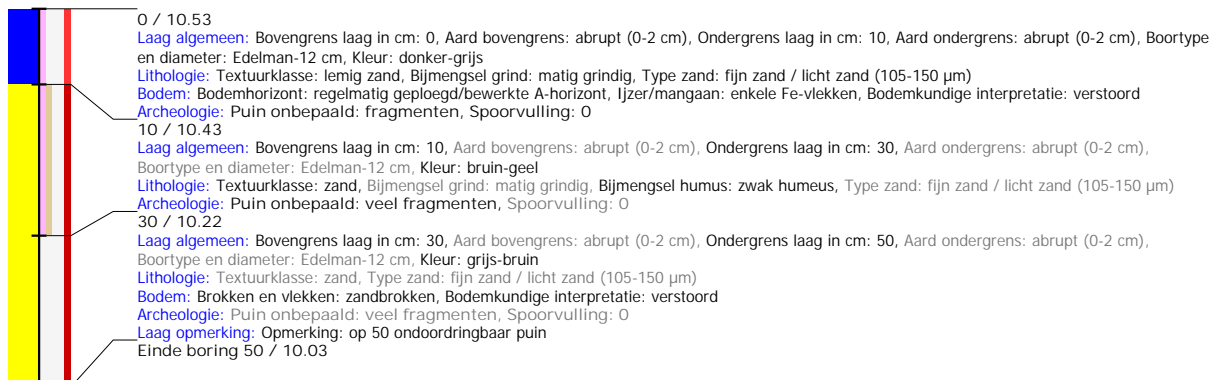 0 / 10.53
Laag algemeen: Bovengrens laag in cm: 0, Aard bovengrens: abrupt (0-2 cm), Ondergrens laag in cm: 10, Aard ondergrens: abrupt (0-2 cm), Boortype
en diameter: Edelman-12 cm, Kleur: donker-grijs
Lithologie: Textuurklasse: lemig zand, Bijmengsel grind: matig grindig, Type zand: fijn zand / licht zand (105-150 µm)
Bodem: Bodemhorizont: regelmatig geploegd/bewerkte A-horizont, Ijzer/mangaan: enkele Fe-vlekken, Bodemkundige interpretatie: verstoord
Archeologie: Puin onbepaald: fragmenten, Spoorvulling: 0
10 / 10.43
Laag algemeen: Bovengrens laag in cm: 10, Aard bovengrens: abrupt (0-2 cm), Ondergrens laag in cm: 30, Aard ondergrens: abrupt (0-2 cm),
Boortype en diameter: Edelman-12 cm, Kleur: bruin-geel
Lithologie: Textuurklasse: zand, Bijmengsel grind: matig grindig, Bijmengsel humus: zwak humeus, Type zand: fijn zand / licht zand (105-150 µm)
Archeologie: Puin onbepaald: veel fragmenten, Spoorvulling: 0
30 / 10.22
Laag algemeen: Bovengrens laag in cm: 30, Aard bovengrens: abrupt (0-2 cm), Ondergrens laag in cm: 50, Aard ondergrens: abrupt (0-2 cm),
Boortype en diameter: Edelman-12 cm, Kleur: grijs-bruin
Lithologie: Textuurklasse: zand, Type zand: fijn zand / licht zand (105-150 µm)
Bodem: Brokken en vlekken: zandbrokken, Bodemkundige interpretatie: verstoord
Archeologie: Puin onbepaald: veel fragmenten, Spoorvulling: 0
Laag opmerking: Opmerking: op 50 ondoordringbaar puin
Einde boring 50 / 10.03